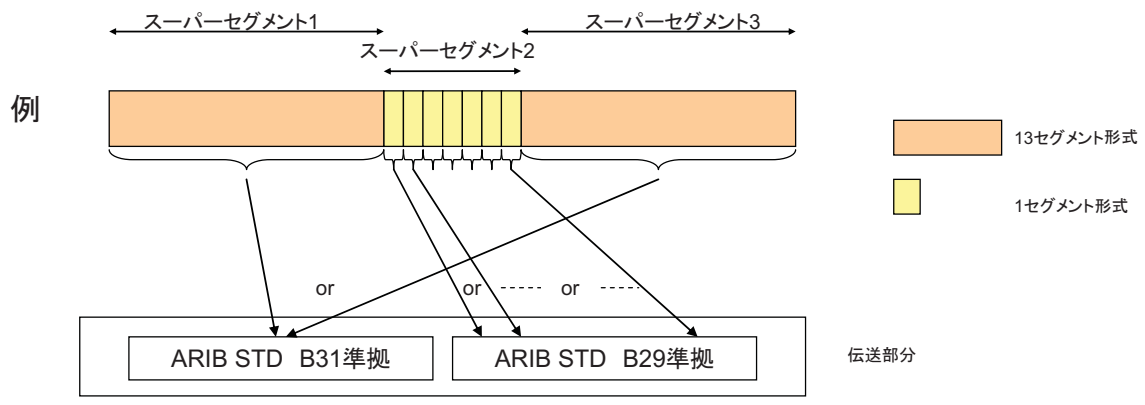 スーパーセグメント1
スーパーセグメント3
スーパーセグメント2
例
13セグメント形式
1セグメント形式
or
or
or
ARIB STD B31準拠
ARIB STD B29準拠
伝送部分